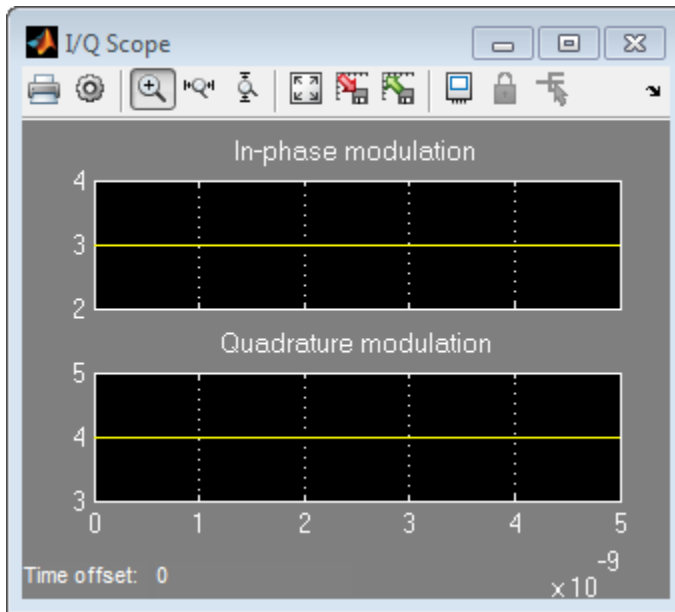 I/Q Scope
In-phase modulation
4
3
2
Quadrature modulation
5
4
3
0 1 2 3 4 5
x 10^-9
Time offset: 0